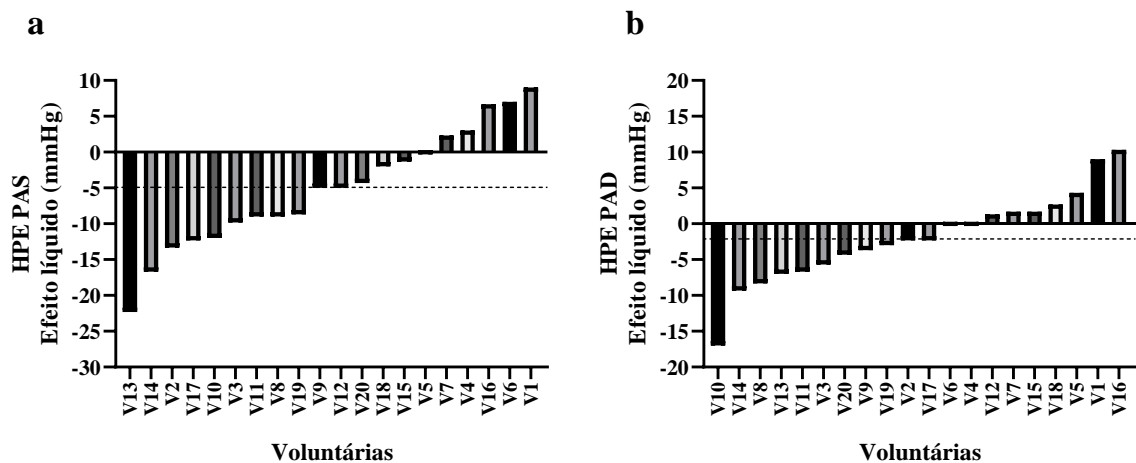 a
HPE PAS
Efeito líquido (mmHg)
10
5
0
-5
-10
-15
-20
-25
-30
V13 V14 V2 V17 V10 V3 V11 V8 V19 V9 V12 V20 V18 V15 V5 V7 V4 V16 V6 V1
Voluntárias
b
HPE PAD
Efeito líquido (mmHg)
20
15
10
5
0
-5
-10
-15
-20
V10 V14 V8 V13 V11 V3 V20 V9 V19 V2 V17 V6 V4 V12 V7 V15 V18 V5 V1 V16
Voluntárias